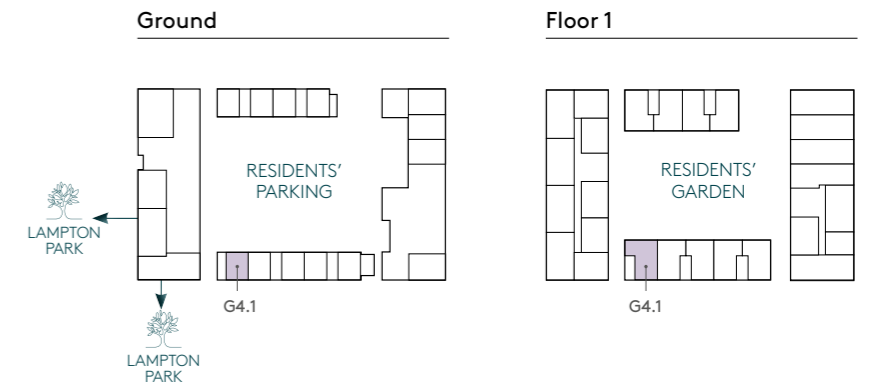 Ground
Floor 1
RESIDENTS’
PARKING
RESIDENTS’
GARDEN
LAMPTON
PARK
G4.1
G4.1
LAMPTON
PARK